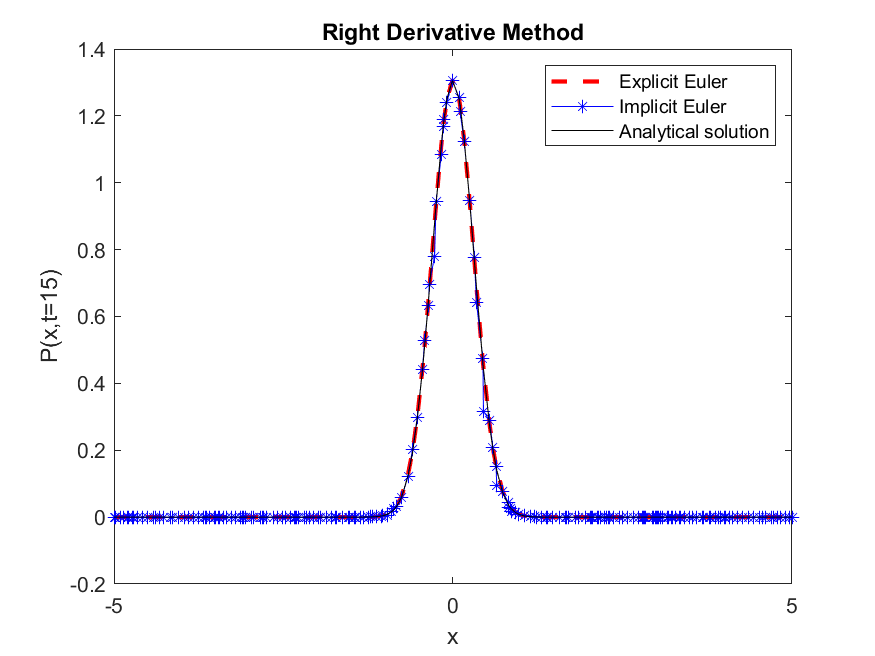 Right Derivative Method
1.4
1.2
1
0.8
0.6
0.4
0.2
0
-0.2
P(x,t=15)
Explicit Euler
Implicit Euler
Analytical solution
-5
0
5
x